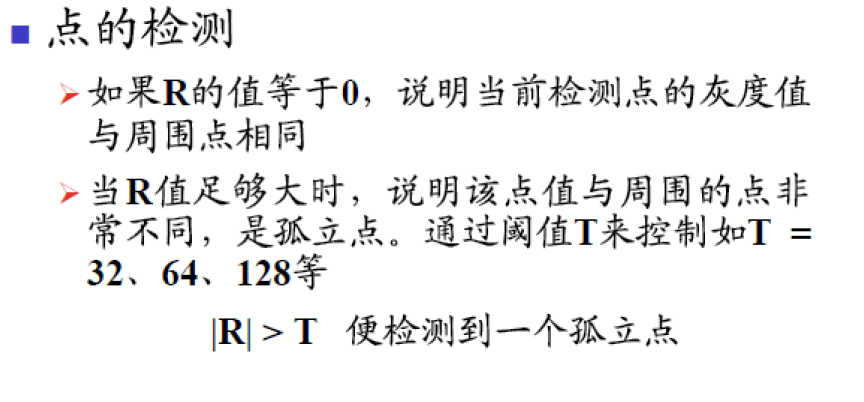 点的检测
如果R的值等于0，说明当前检测点的灰度值
与周围点相同
当R值足够大时，说明该点值与周围的点非
常不同，是孤立点。通过阈值T来控制如T =
32、64、128等
|R| > T 便检测到一个孤立点